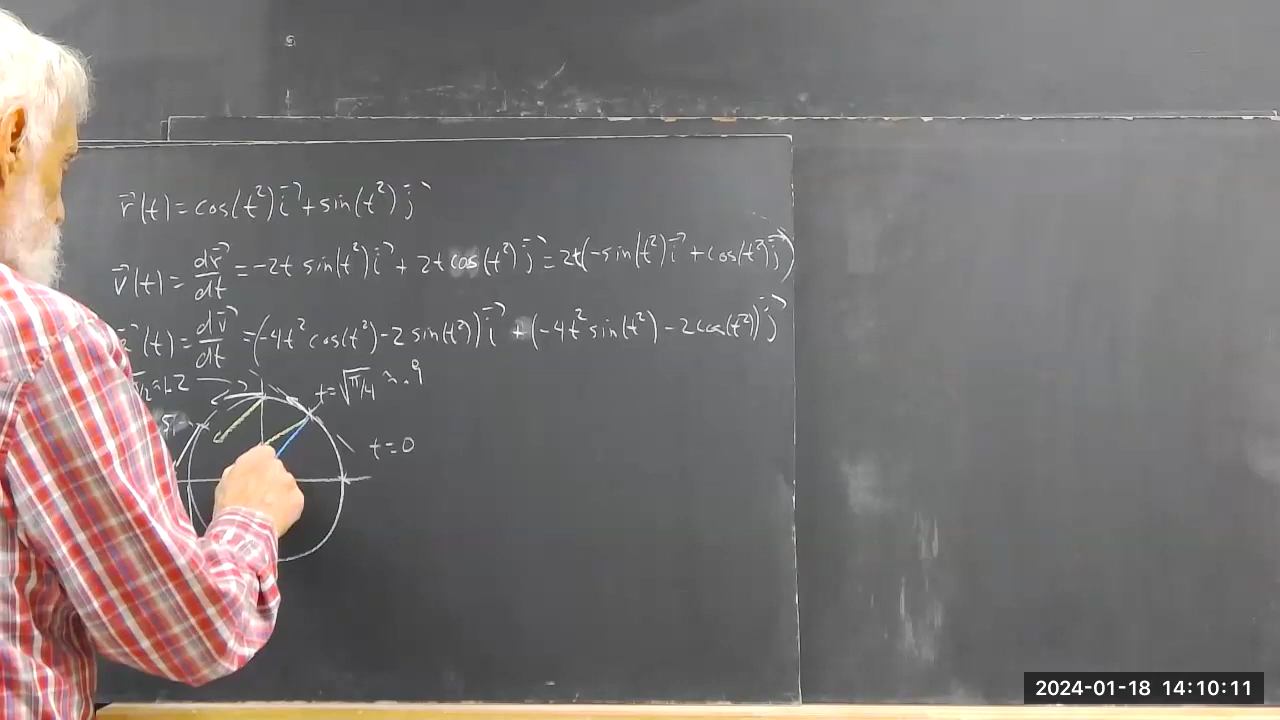 r⃗(t) = cos(t²)i⃗ + sin(t²)j⃗
v⃗(t) = dr⃗/dt = -2t sin(t²)i⃗ + 2t cos(t²)j⃗ = 2t(-sin(t²)i⃗ + cos(t²)j⃗)
(t) = dv⃗/dt = (-4t² cos(t²) - 2 sin(t²))i⃗ + (-4t² sin(t²) - 2cos(t²))j⃗
t = √π/4 ≈ .9
t = 0
2024-01-18 14:10:11